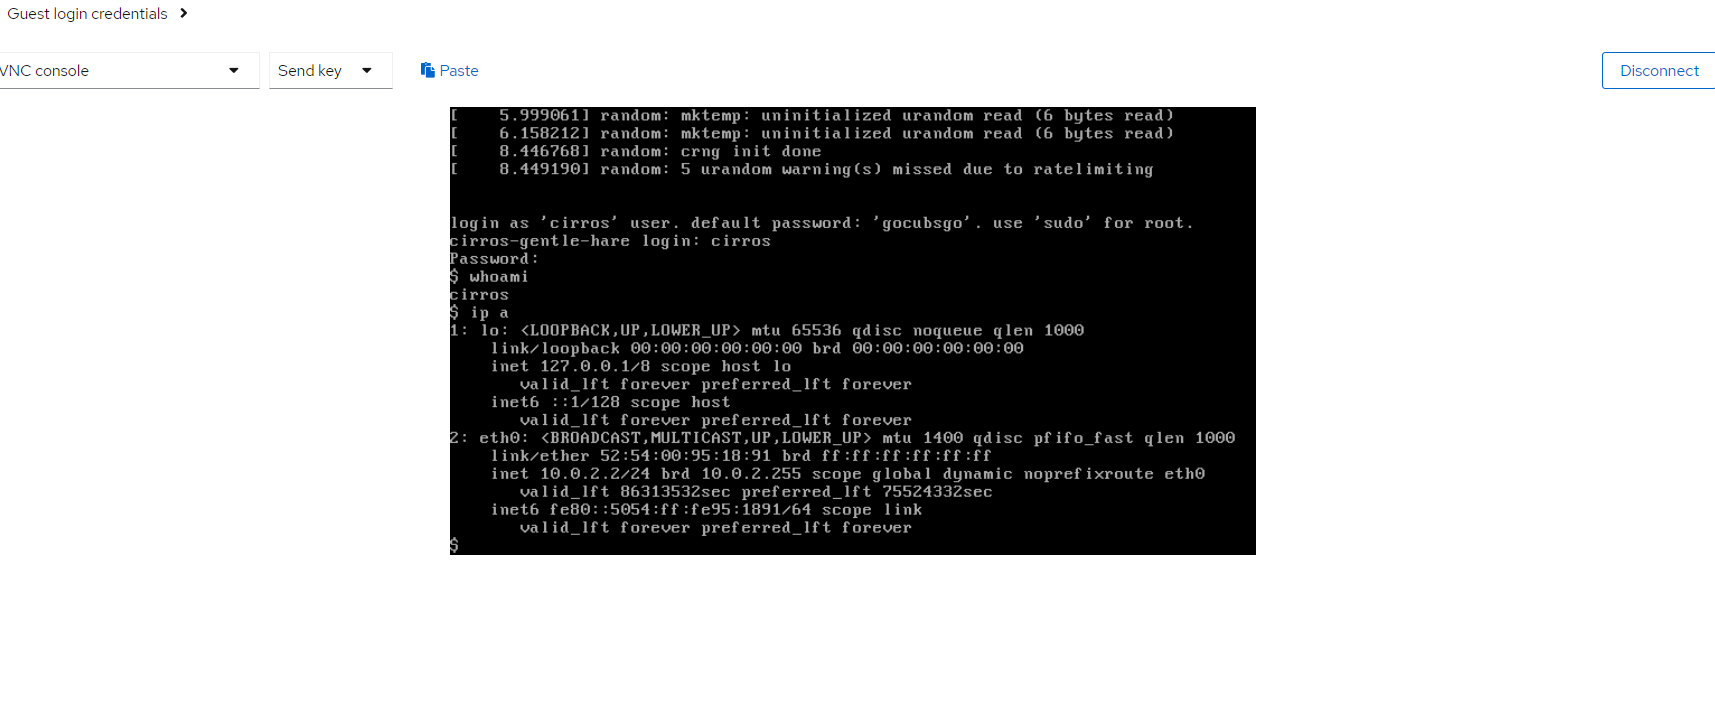 Guest login credentials
VNC console
Send key
Paste
Disconnect
[    5.999061] random: mktemp: uninitialized urandom read (6 bytes read)
[    6.158212] random: mktemp: uninitialized urandom read (6 bytes read)
[    8.446768] random: crng init done
[    8.449190] random: 5 urandom warning(s) missed due to ratelimiting
login as 'cirros' user. default password: 'gocubsgo'. use 'sudo' for root.
cirros-gentle-hare login: cirros
Password:
$ whoami
cirros
$ ip a
1: lo: <LOOPBACK,UP,LOWER_UP> mtu 65536 qdisc noqueue qlen 1000
    link/loopback 00:00:00:00:00:00 brd 00:00:00:00:00:00
    inet 127.0.0.1/8 scope host lo
       valid_lft forever preferred_lft forever
    inet6 ::1/128 scope host
       valid_lft forever preferred_lft forever
2: eth0: <BROADCAST,MULTICAST,UP,LOWER_UP> mtu 1400 qdisc pfifo_fast qlen 1000
    link/ether 52:54:00:95:18:91 brd ff:ff:ff:ff:ff:ff
    inet 10.0.2.2/24 brd 10.0.2.255 scope global dynamic noprefixroute eth0
       valid_lft 86313532sec preferred_lft 75524332sec
    inet6 fe80::5054:ff:fe95:1891/64 scope link
       valid_lft forever preferred_lft forever
$